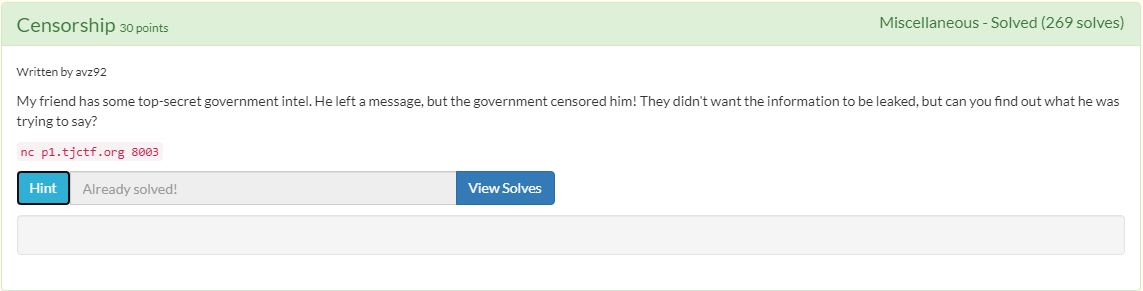 Censorship 30 points Miscellaneous - Solved (269 solves)
Written by avz92
My friend has some top-secret government intel. He left a message, but the government censored him! They didn't want the information to be leaked, but can you find out what he was
trying to say?
nc p1.tjctf.org 8003
Hint Already solved! View Solves